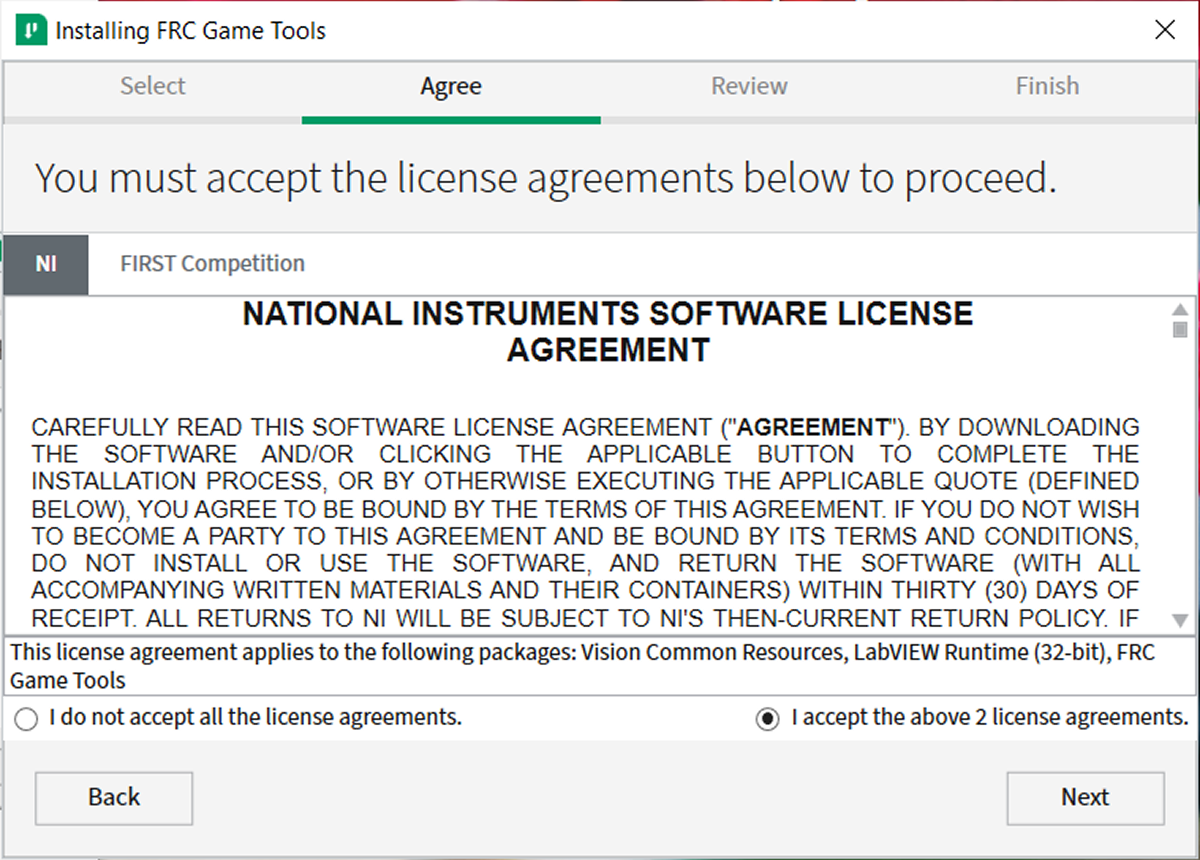 Installing FRC Game Tools
Select
Agree
Review
Finish
You must accept the license agreements below to proceed.
NI
FIRST Competition
NATIONAL INSTRUMENTS SOFTWARE LICENSE
AGREEMENT
CAREFULLY READ THIS SOFTWARE LICENSE AGREEMENT ("AGREEMENT"). BY DOWNLOADING
THE SOFTWARE AND/OR CLICKING THE APPLICABLE BUTTON TO COMPLETE THE
INSTALLATION PROCESS, OR BY OTHERWISE EXECUTING THE APPLICABLE QUOTE (DEFINED
BELOW), YOU AGREE TO BE BOUND BY THE TERMS OF THIS AGREEMENT. IF YOU DO NOT WISH
TO BECOME A PARTY TO THIS AGREEMENT AND BE BOUND BY ITS TERMS AND CONDITIONS,
DO NOT INSTALL OR USE THE SOFTWARE, AND RETURN THE SOFTWARE (WITH ALL
ACCOMPANYING WRITTEN MATERIALS AND THEIR CONTAINERS) WITHIN THIRTY (30) DAYS OF
RECEIPT. ALL RETURNS TO NI WILL BE SUBJECT TO NI'S THEN-CURRENT RETURN POLICY. IF
This license agreement applies to the following packages: Vision Common Resources, LabVIEW Runtime (32-bit), FRC
Game Tools
I do not accept all the license agreements.
I accept the above 2 license agreements.
Back
Next